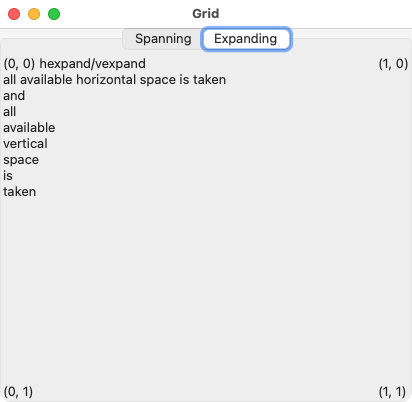 Grid
Spanning Expanding
(0, 0) hexpand/vexpand (1, 0)
all available horizontal space is taken
and
all
available
vertical
space
is
taken
(0, 1) (1, 1)